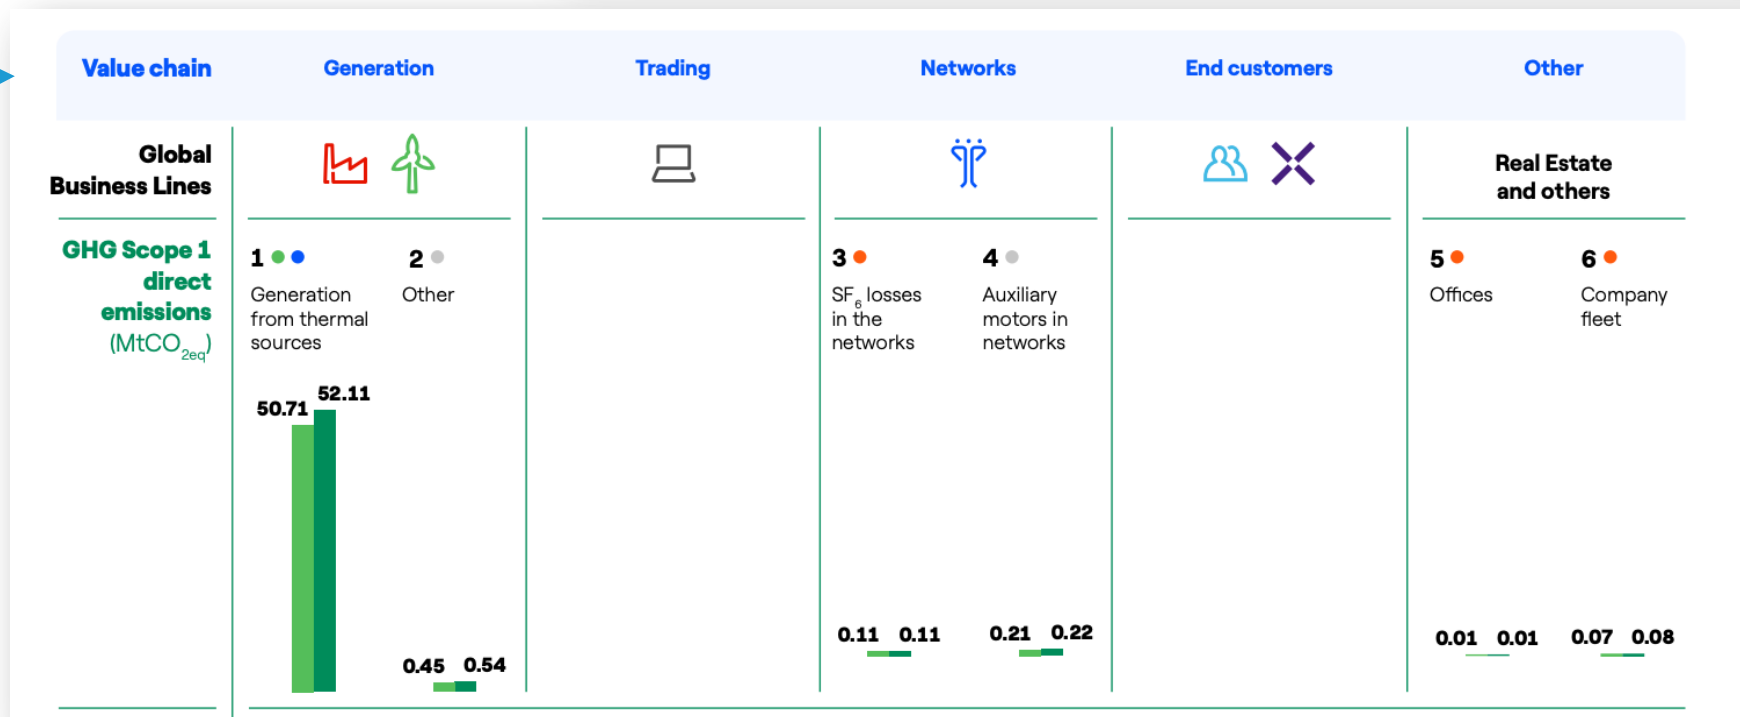 Value chain
Generation
Trading
Networks
End customers
Other
Global
Business Lines
Real Estate
and others
GHG Scope 1
direct
emissions
(MtCO2eq)
1
Generation
from thermal
sources
50.71
52.11
2
Other
0.45
0.54
3
SF6 losses
in the
networks
0.11
0.11
4
Auxiliary
motors in
networks
0.21
0.22
5
Offices
0.01
0.01
6
Company
fleet
0.07
0.08